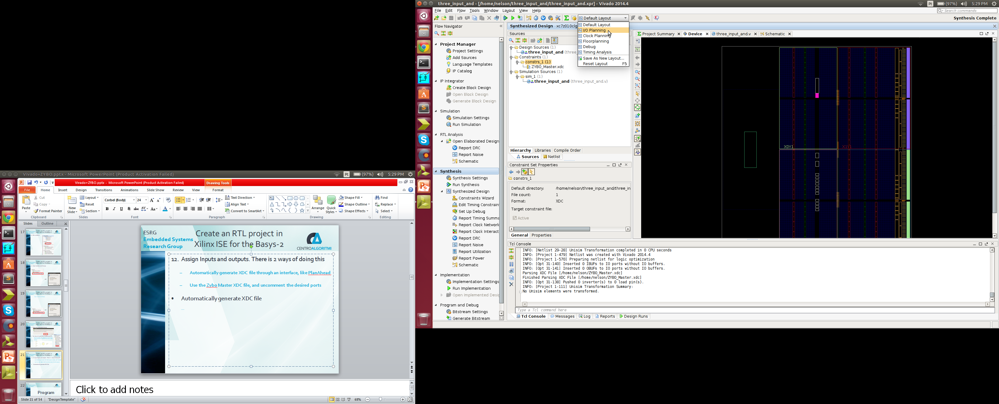 Vivado+ZYBO.pptx - Microsoft PowerPoint (Product Activation Failed)
Pt (97%) 5:29 PM
Vivado+ZYBO.pptx - Microsoft PowerPoint (Product Activation Failed)
Drawing Tools
File Home Insert Design Transitions Animations Slide Show Review View Format
Cut
Copy
Format Painter
Paste
Clipboard
New
Slide
Layout
Reset
Section
Slides
Corbel (Body) 24
Font
Text Direction
Align Text
Convert to SmartArt
Paragraph
Arrange
Quick
Styles
Shape Fill
Shape Outline
Shape Effects
Drawing
Find
Replace
Select
Editing
Slides Outline
17
18
19
20
21
22
Program
ESRG
Embedded Systems
Research Group
Create an RTL project in
Xilinx ISE for the Basys-2
CENTROALGORITMI
12. Assign Inputs and outputs. There is 2 ways of doing this
– Automatically generate XDC file through an interface, like PlanAhead
– Use the Zybo Master XDC file, and uncomment the desired ports
• Automatically generate XDC file
–
Click to add notes
Slide 21 of 54 "DesignTemplate" 68%
three_input_and - [/home/nelson/three_input_and/three_input_and.xpr] - Vivado 2014.4
Pt (97%) 5:29 PM
File Edit Flow Tools Window Layout View Help
Search commands
Default Layout
Synthesis Complete
Default Layout
I/O Planning
Clock Planning
Floorplanning
Debug
Timing Analysis
Save As New Layout...
Reset Layout F5
Flow Navigator
Project Manager
Project Settings
Add Sources
Language Templates
IP Catalog
IP Integrator
Create Block Design
Open Block Design
Generate Block Design
Simulation
Simulation Settings
Run Simulation
RTL Analysis
Open Elaborated Design
Report DRC
Report Noise
Schematic
Synthesis
Synthesis Settings
Run Synthesis
Synthesized Design
Constraints Wizard
Edit Timing Constrain
Set Up Debug
Report Timing Summa
Report Clock Network
Report Clock Interact
Report DRC
Report Noise
Report Utilization
Report Power
Schematic
Implementation
Implementation Settings
Run Implementation
Open Implemented Desig
Program and Debug
Bitstream Settings
Generate Bitstream
Synthesized Design - xc7z010clg
Sources
Design Sources (1)
three_input_and (three_
Constraints (1)
constrs_1 (1)
ZYBO_Master.xdc
Simulation Sources (1)
sim_1 (1)
three_input_and (three_input_and.v)
Hierarchy Libraries Compile Order
Sources Netlist
Constraint Set Properties
constrs_1
Default directory: /home/nelson/three_input_and/three_in
File count: 1
Format: XDC
Target constraint file:
Active
General Properties
Project Summary Device three_input_and.v Schematic
X0Y1 X1Y1
Tcl Console
INFO: [Netlist 29-28] Unisim Transformation completed in 0 CPU seconds
INFO: [Project 1-479] Netlist was created with Vivado 2014.4
INFO: [Project 1-570] Preparing netlist for logic optimization
INFO: [Opt 31-140] Inserted 0 IBUFs to IO ports without IO buffers.
INFO: [Opt 31-141] Inserted 0 OBUFs to IO ports without IO buffers.
Parsing XDC File [/home/nelson/ZYBO_Master.xdc]
Finished Parsing XDC File [/home/nelson/ZYBO_Master.xdc]
INFO: [Opt 31-138] Pushed 0 inverter(s) to 0 load pin(s).
INFO: [Project 1-111] Unisim Transformation Summary:
No Unisim elements were transformed.
Type a Tcl command here
Tcl Console Messages Log Reports Design Runs